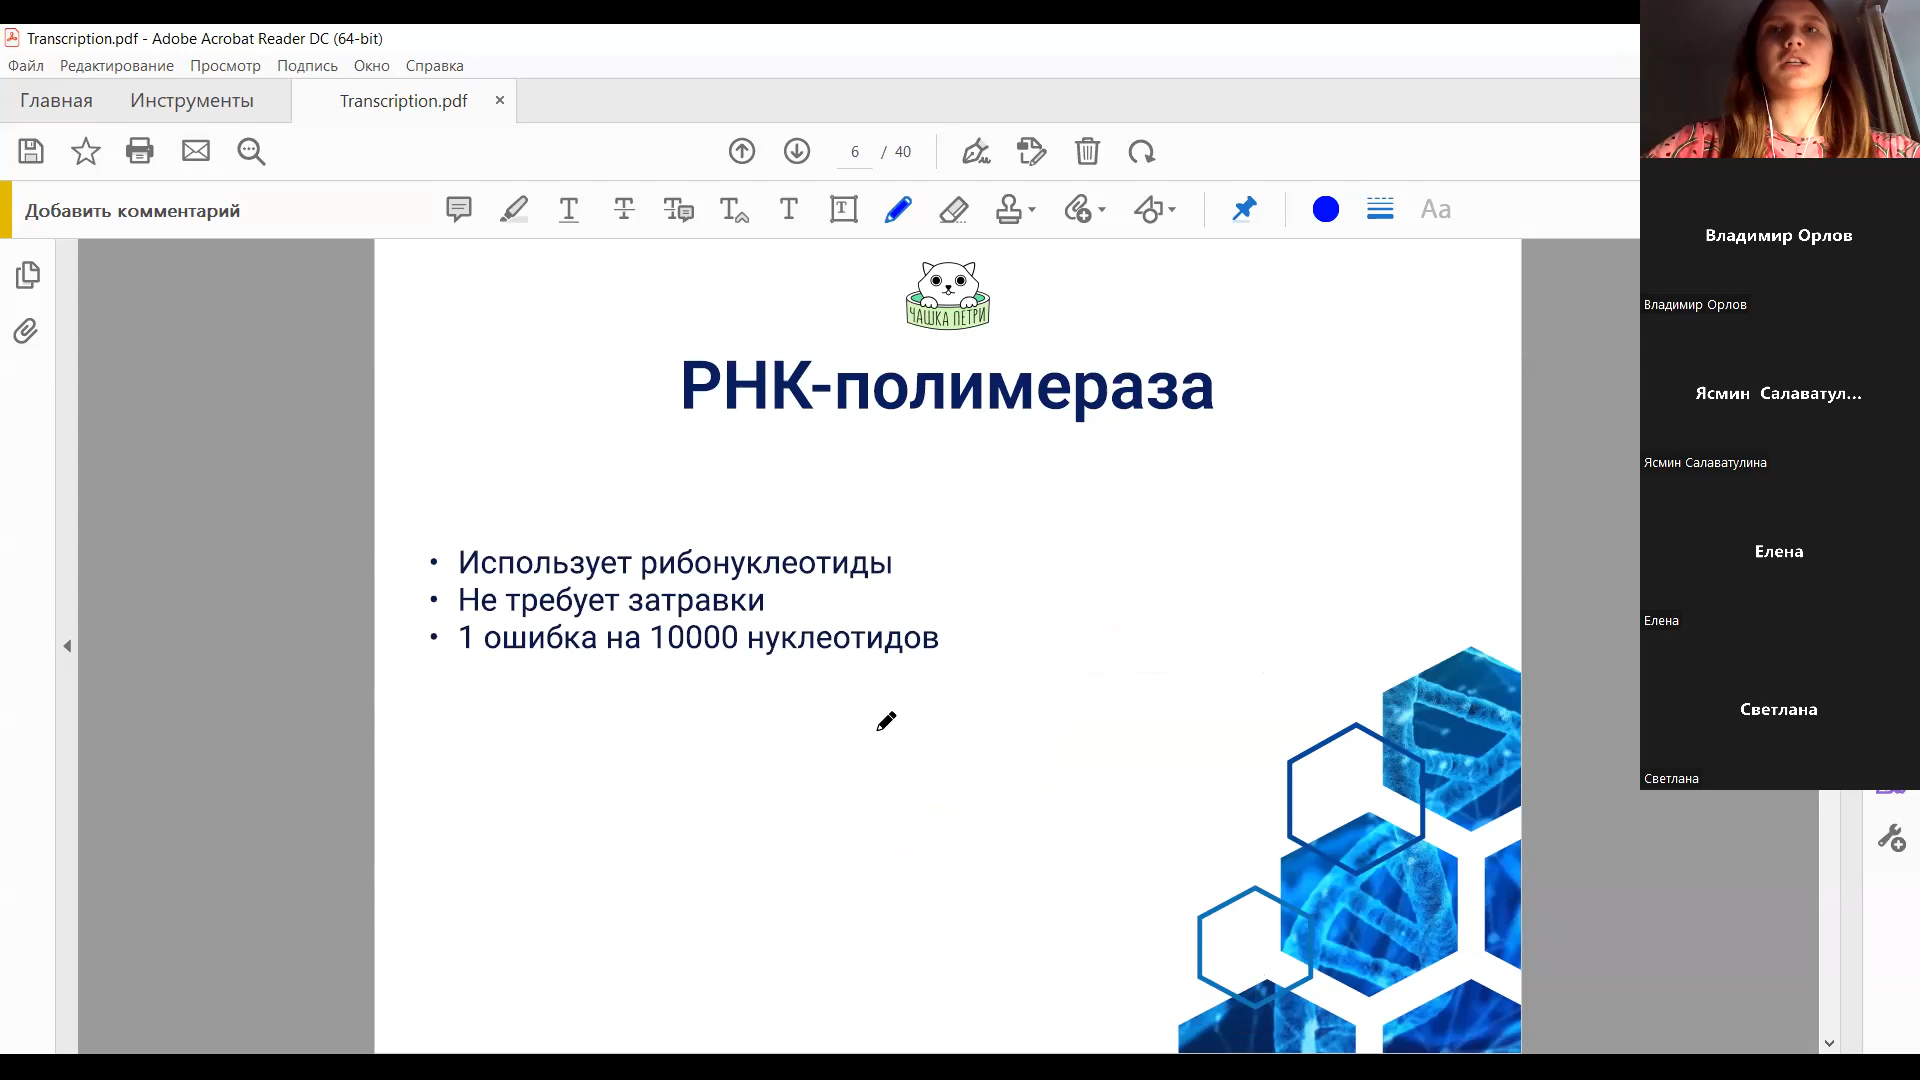 Transcription.pdf - Adobe Acrobat Reader DC (64-bit)
Файл Редактирование Просмотр Подпись Окно Справка
Главная Инструменты Transcription.pdf ×
6 / 40
Добавить комментарий
Aa
ЧАШКА ПЕТРИ
РНК-полимераза
• Использует рибонуклеотиды
• Не требует затравки
• 1 ошибка на 10000 нуклеотидов
Владимир Орлов
Владимир Орлов
Ясмин Салаватул...
Ясмин Салаватулина
Елена
Елена
Светлана
Светлана